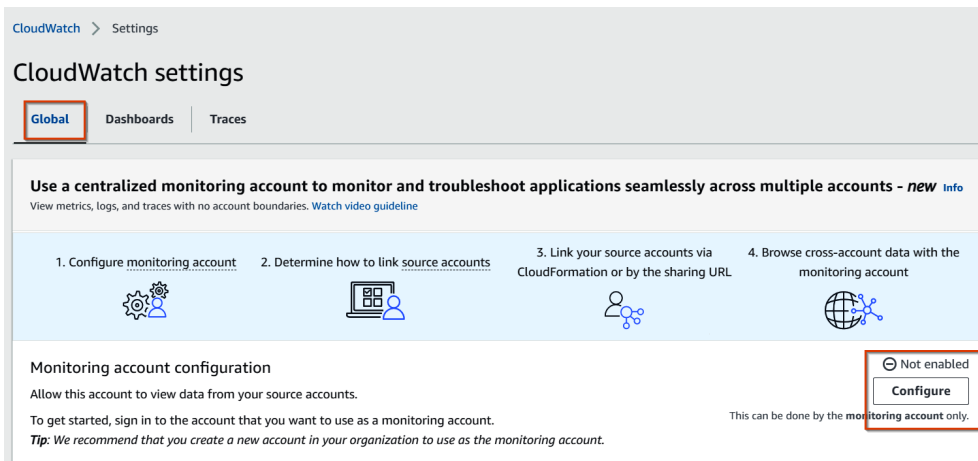 CloudWatch > Settings
CloudWatch settings
Global Dashboards Traces
Use a centralized monitoring account to monitor and troubleshoot applications seamlessly across multiple accounts - new Info
View metrics, logs, and traces with no account boundaries. Watch video guideline
1. Configure monitoring account
2. Determine how to link source accounts
3. Link your source accounts via
CloudFormation or by the sharing URL
4. Browse cross-account data with the
monitoring account
Monitoring account configuration
Allow this account to view data from your source accounts.
To get started, sign in to the account that you want to use as a monitoring account.
Tip: We recommend that you create a new account in your organization to use as the monitoring account.
Not enabled
Configure
This can be done by the monitoring account only.